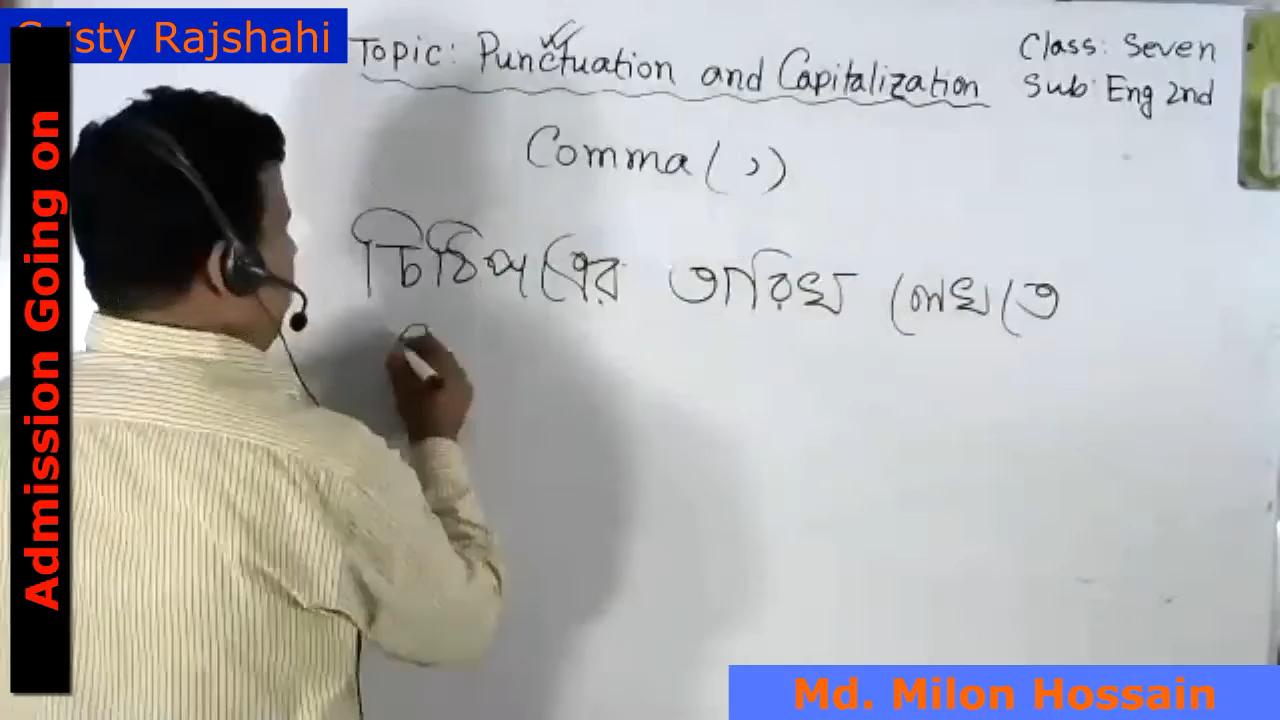 isty Rajshahi
Topic: Punctuation and Capitalization
Class: Seven
Sub: Eng 2nd
Comma ( , )
চিঠিপত্রের তারিখ লেখতে
Admission Going on
Md. Milon Hossain